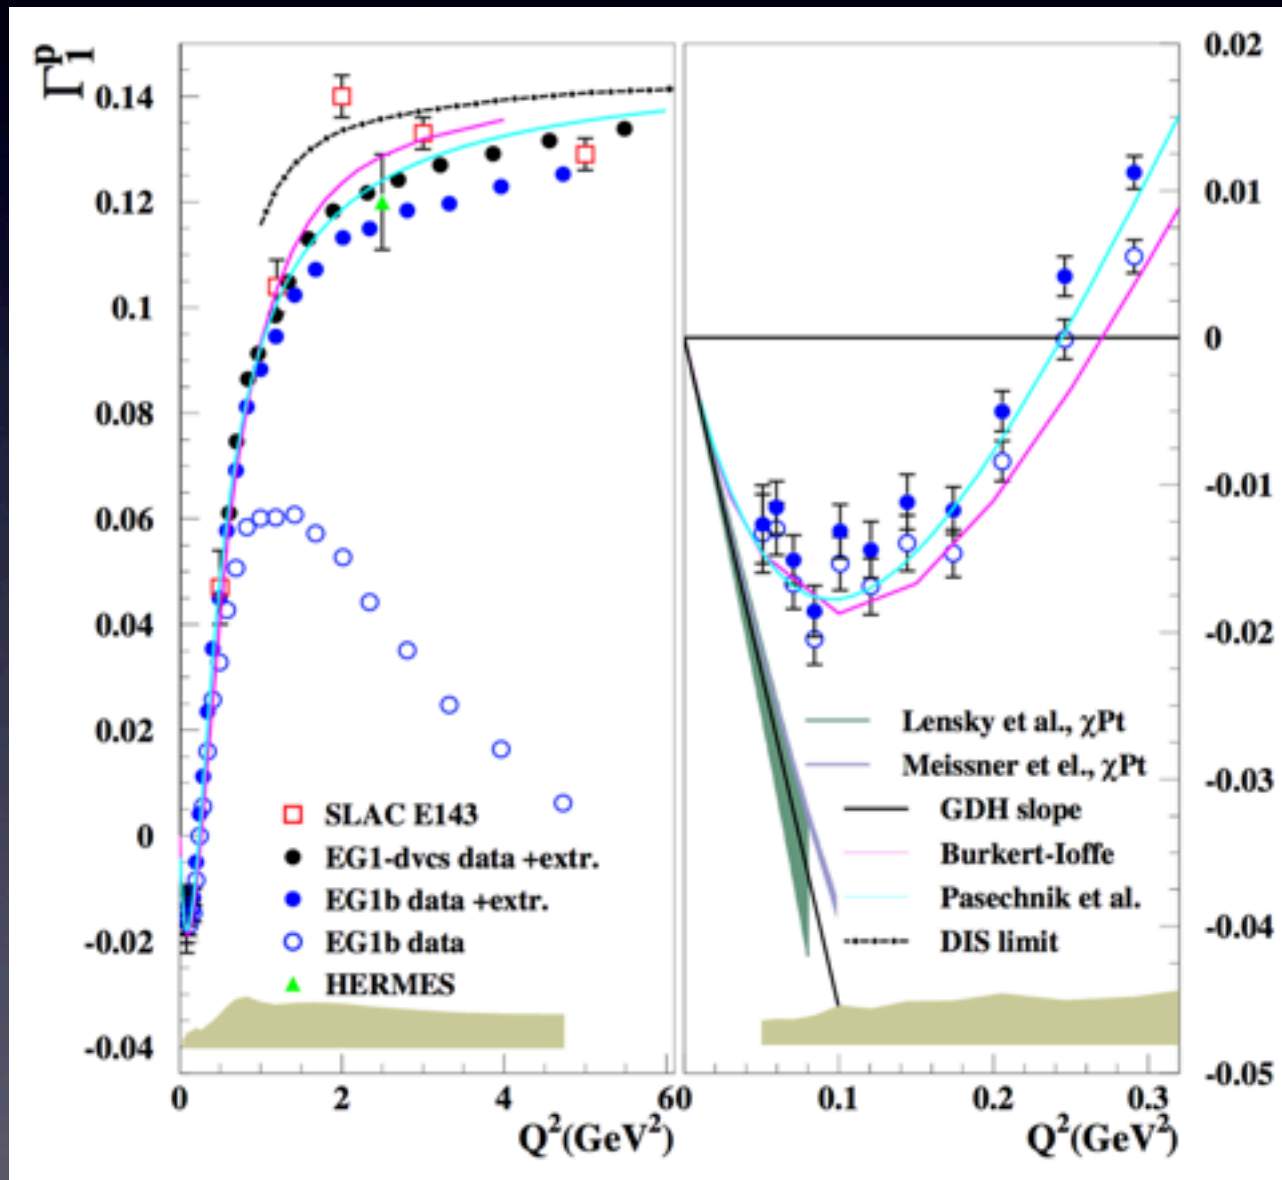 Γ₁ᵖ
0.14
0.12
0.1
0.08
0.06
0.04
0.02
0
-0.02
-0.04
SLAC E143
EG1-dvcs data +extr.
EG1b data +extr.
EG1b data
HERMES
0 2 4 6
Q²(GeV²)
0.02
0.01
0
-0.01
-0.02
-0.03
-0.04
-0.05
Lensky et al., χPt
Meissner et el., χPt
GDH slope
Burkert-Ioffe
Pasechnik et al.
DIS limit
0 0.1 0.2 0.3
Q²(GeV²)